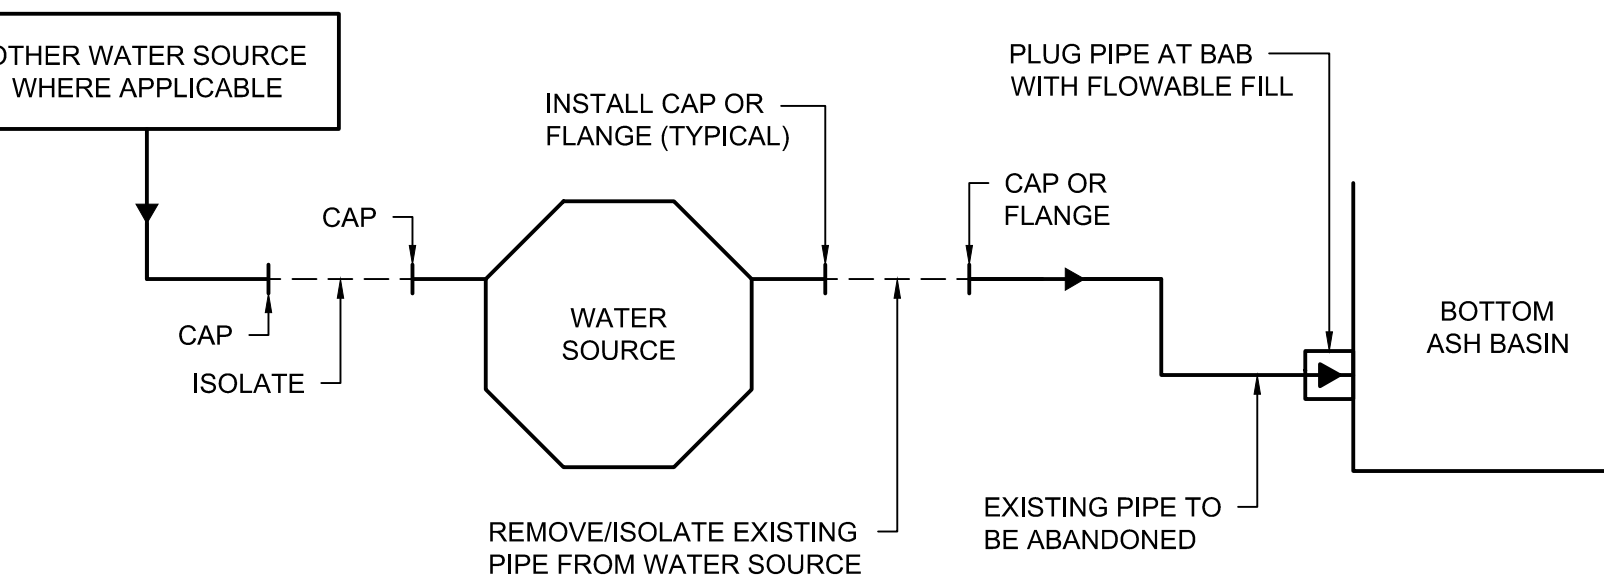 OTHER WATER SOURCE
WHERE APPLICABLE
INSTALL CAP OR
FLANGE (TYPICAL)
PLUG PIPE AT BAB
WITH FLOWABLE FILL
CAP
CAP OR
FLANGE
CAP
ISOLATE
WATER
SOURCE
BOTTOM
ASH BASIN
REMOVE/ISOLATE EXISTING
PIPE FROM WATER SOURCE
EXISTING PIPE TO
BE ABANDONED